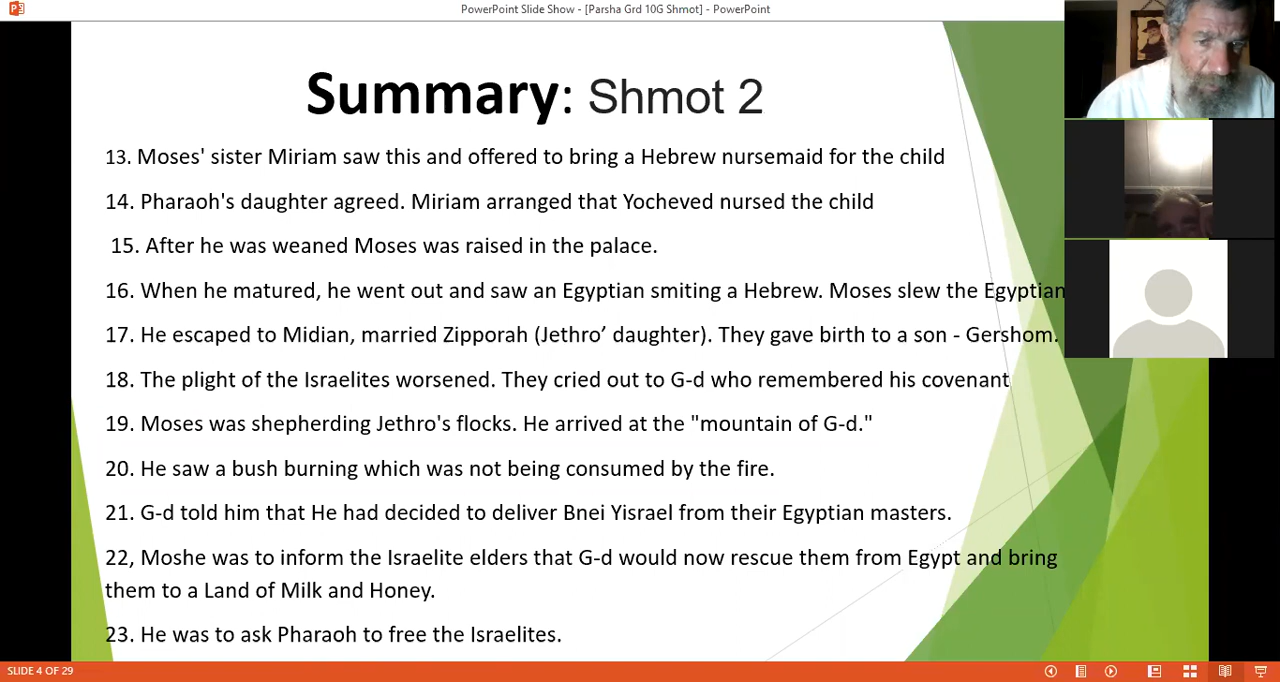 PowerPoint Slide Show - [Parsha Grd 10G Shmot] - PowerPoint
Summary: Shmot 2
13. Moses' sister Miriam saw this and offered to bring a Hebrew nursemaid for the child
14. Pharaoh's daughter agreed. Miriam arranged that Yocheved nursed the child
15. After he was weaned Moses was raised in the palace.
16. When he matured, he went out and saw an Egyptian smiting a Hebrew. Moses slew the Egyptian
17. He escaped to Midian, married Zipporah (Jethro’ daughter). They gave birth to a son - Gershom.
18. The plight of the Israelites worsened. They cried out to G-d who remembered his covenant
19. Moses was shepherding Jethro's flocks. He arrived at the "mountain of G-d."
20. He saw a bush burning which was not being consumed by the fire.
21. G-d told him that He had decided to deliver Bnei Yisrael from their Egyptian masters.
22, Moshe was to inform the Israelite elders that G-d would now rescue them from Egypt and bring
them to a Land of Milk and Honey.
23. He was to ask Pharaoh to free the Israelites.
SLIDE 4 OF 29